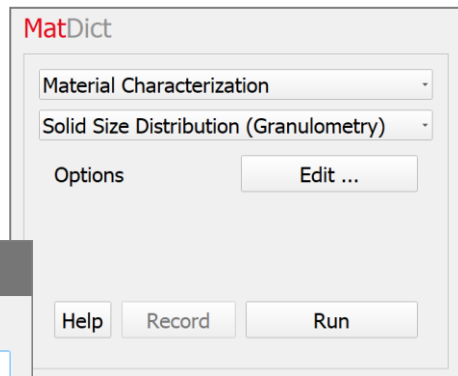 MatDict
Material Characterization
Solid Size Distribution (Granulometry)
Options Edit ...
Help Record Run